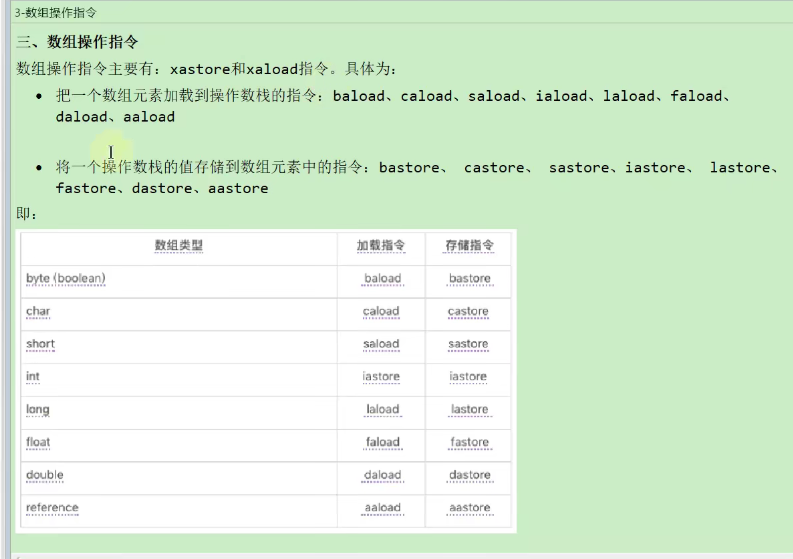 3-数组操作指令
三、数组操作指令
数组操作指令主要有：xastore和xaload指令。具体为：
• 把一个数组元素加载到操作数栈的指令：baload、caload、saload、iaload、laload、faload、
daload、aaload
• 将一个操作数栈的值存储到数组元素中的指令：bastore、 castore、 sastore、iastore、 lastore、
fastore、dastore、aastore
即：
数组类型 加载指令 存储指令
byte (boolean) baload bastore
char caload castore
short saload sastore
int iastore iastore
long laload lastore
float faload fastore
double daload dastore
reference aaload aastore